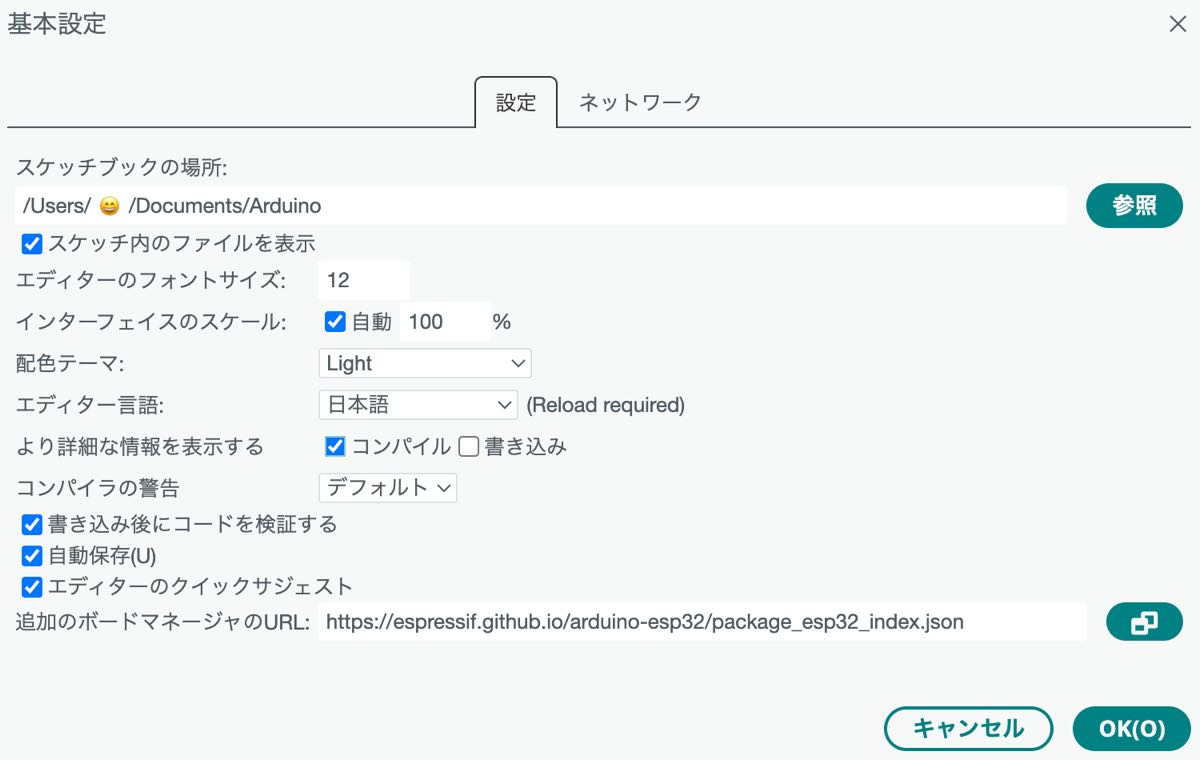 基本設定
設定 ネットワーク
スケッチブックの場所:
/Users/ 😄 /Documents/Arduino 参照
スケッチ内のファイルを表示
エディターのフォントサイズ: 12
インターフェイスのスケール: 自動 100 %
配色テーマ: Light
エディター言語: 日本語 (Reload required)
より詳細な情報を表示する コンパイル 書き込み
コンパイラの警告 デフォルト
書き込み後にコードを検証する
自動保存(U)
エディターのクイックサジェスト
追加のボードマネージャのURL: https://espressif.github.io/arduino-esp32/package_esp32_index.json
キャンセル OK(O)